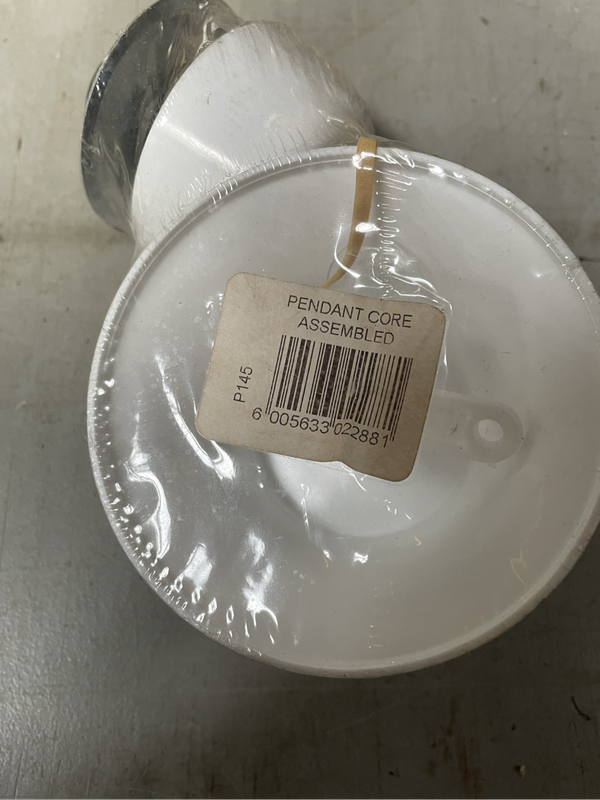 PENDANT CORE
ASSEMBLED
P145
6 005633 022881